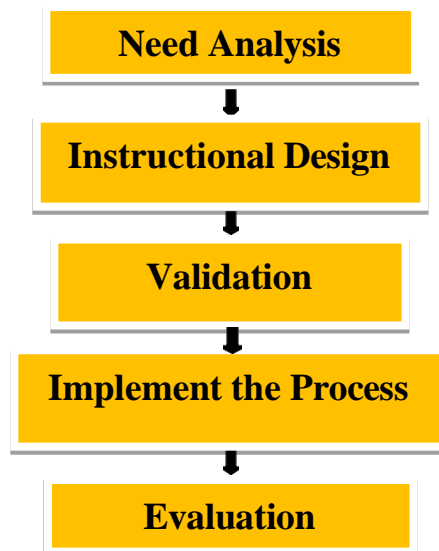 Need Analysis
Instructional Design
Validation
Implement the Process
Evaluation